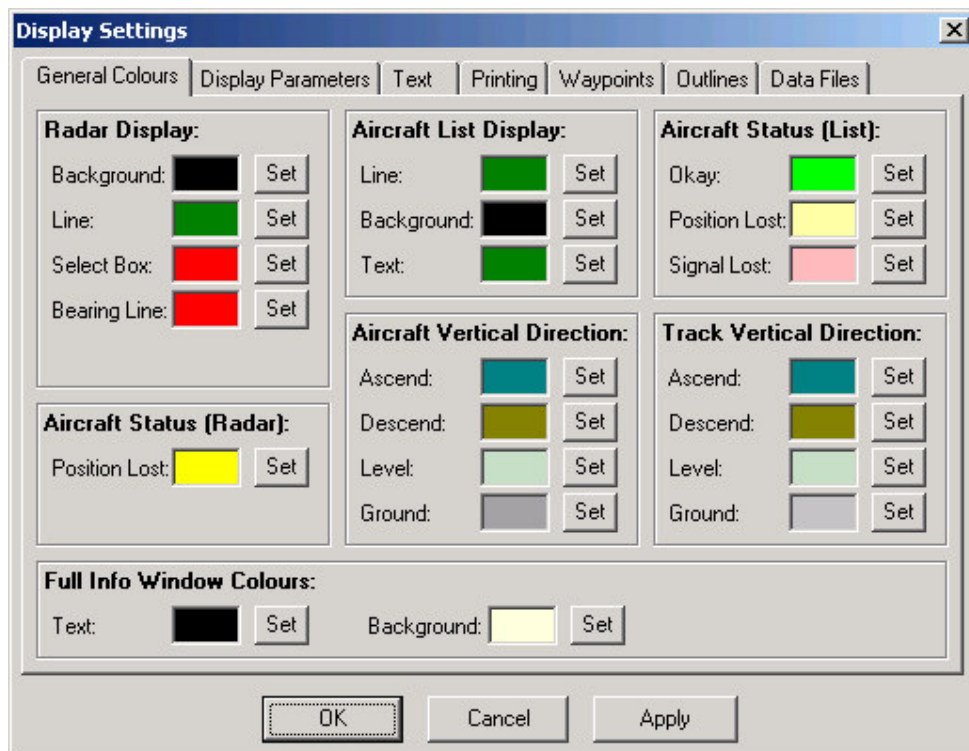 Display Settings
General Colours
Display Parameters
Text
Printing
Waypoints
Outlines
Data Files
Radar Display:
Background: Set
Line: Set
Select Box: Set
Bearing Line: Set
Aircraft Status (Radar):
Position Lost: Set
Aircraft List Display:
Line: Set
Background: Set
Text: Set
Aircraft Status (List):
Okay: Set
Position Lost: Set
Signal Lost: Set
Aircraft Vertical Direction:
Ascend: Set
Descend: Set
Level: Set
Ground: Set
Track Vertical Direction:
Ascend: Set
Descend: Set
Level: Set
Ground: Set
Full Info Window Colours:
Text: Set
Background: Set
OK
Cancel
Apply